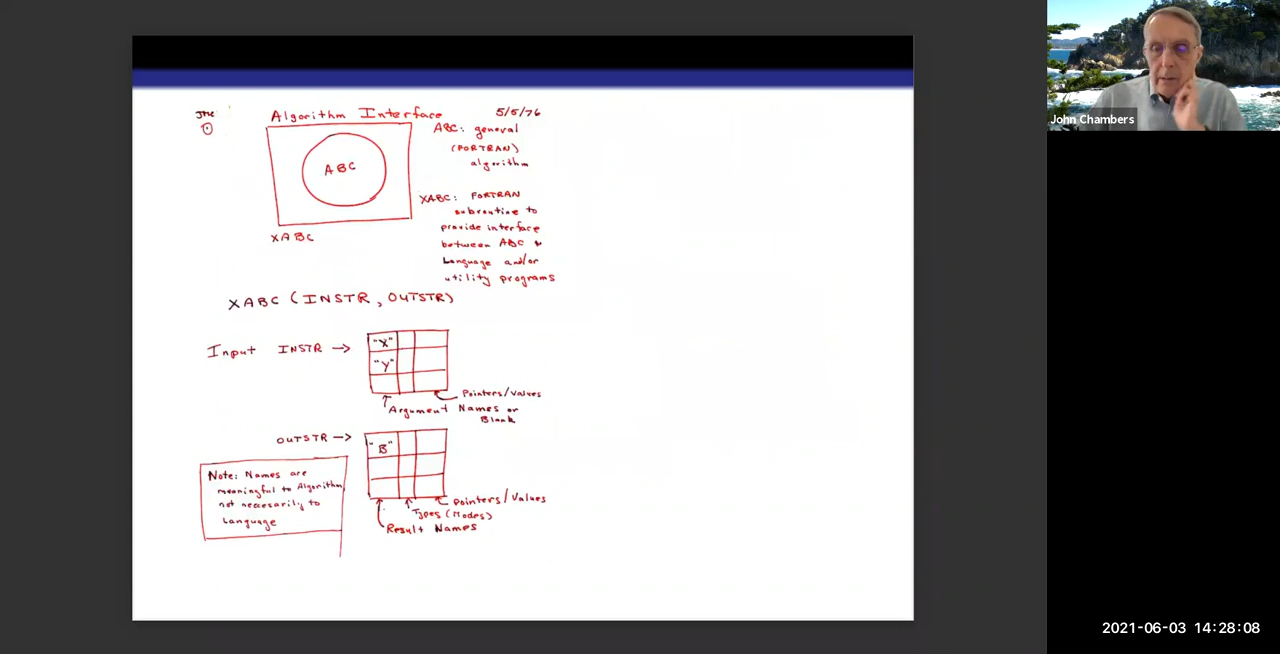 JMC
1
Algorithm Interface 5/5/76
ABC: general
(FORTRAN)
algorithm
ABC
XABC: FORTRAN
subroutine to
provide interface
between ABC &
Language and/or
utility programs
XABC
XABC (INSTR, OUTSTR)
Input INSTR →
"X"
"Y"
Pointers/Values
Argument Names or
Blank
OUTSTR →
"B"
Pointers/Values
Types (Modes)
Result Names
Note: Names are
meaningful to Algorithm,
not necesarily to
Language
John Chambers
2021-06-03 14:28:08